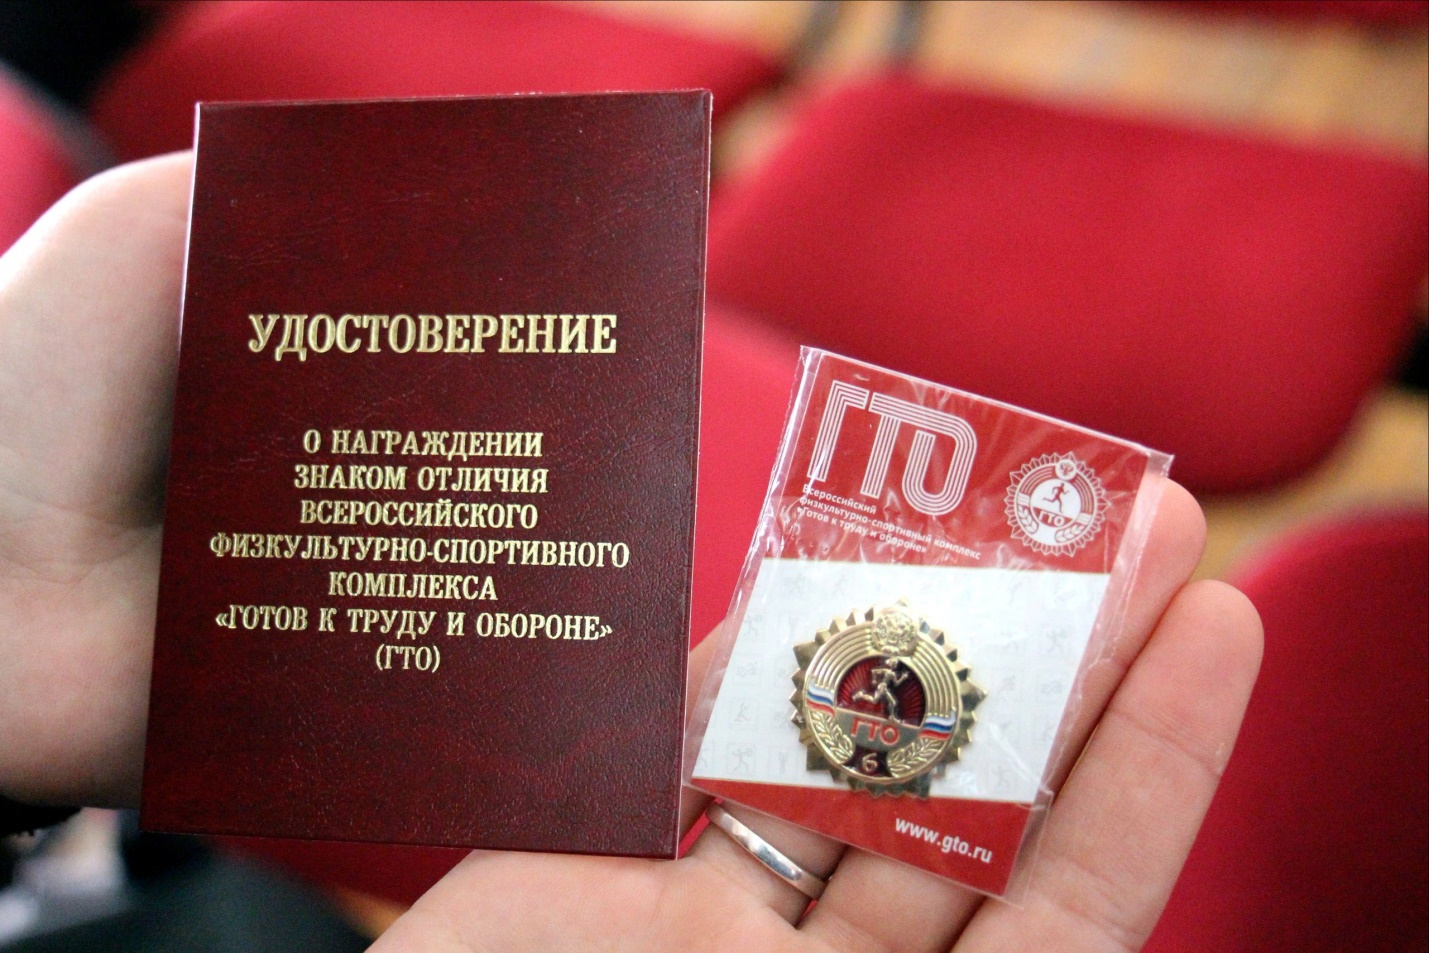 УДОСТОВЕРЕНИЕ
О НАГРАЖДЕНИИ
ЗНАКОМ ОТЛИЧИЯ
ВСЕРОССИЙСКОГО
ФИЗКУЛЬТУРНО-СПОРТИВНОГО
КОМПЛЕКСА
«ГОТОВ К ТРУДУ И ОБОРОНЕ»
(ГТО)
ГТО
Всероссийский
физкультурно-спортивный комплекс
«Готов к труду и обороне»
ГТО
ГТО
6
www.gto.ru